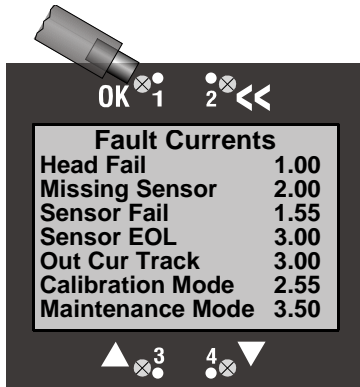 OK 1 2 <<
Fault Currents
Head Fail 1.00
Missing Sensor 2.00
Sensor Fail 1.55
Sensor EOL 3.00
Out Cur Track 3.00
Calibration Mode 2.55
Maintenance Mode 3.50
3 4